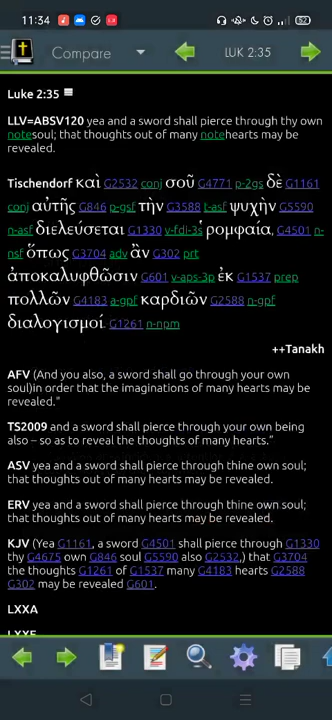 11:34
52
Compare
LUK 2:35
Luke 2:35
LLV=ABSV120 yea and a sword shall pierce through thy own
notesoul; that thoughts out of many notehearts may be
revealed.
Tischendorf καὶ G2532 conj σοῦ G4771 p-2gs δὲ G1161
conj αὐτῆς G846 p-gsf τὴν G3588 t-asf ψυχὴν G5590
n-asf διελεύσεται G1330 v-fdi-3s ῥομφαία, G4501 n-
nsf ὅπως G3704 adv ἂν G302 prt
ἀποκαλυφθῶσιν G601 v-aps-3p ἐκ G1537 prep
πολλῶν G4183 a-gpf καρδιῶν G2588 n-gpf
διαλογισμοί. G1261 n-npm
++Tanakh
AFV (And you also, a sword shall go through your own
soul)in order that the imaginations of many hearts may be
revealed."
TS2009 and a sword shall pierce through your own being
also – so as to reveal the thoughts of many hearts.”
ASV yea and a sword shall pierce through thine own soul;
that thoughts out of many hearts may be revealed.
ERV yea and a sword shall pierce through thine own soul;
that thoughts out of many hearts may be revealed.
KJV (Yea G1161, a sword G4501 shall pierce through G1330
thy G4675 own G846 soul G5590 also G2532,) that G3704
the thoughts G1261 of G1537 many G4183 hearts G2588
G302 may be revealed G601.
LXXA
LXXE